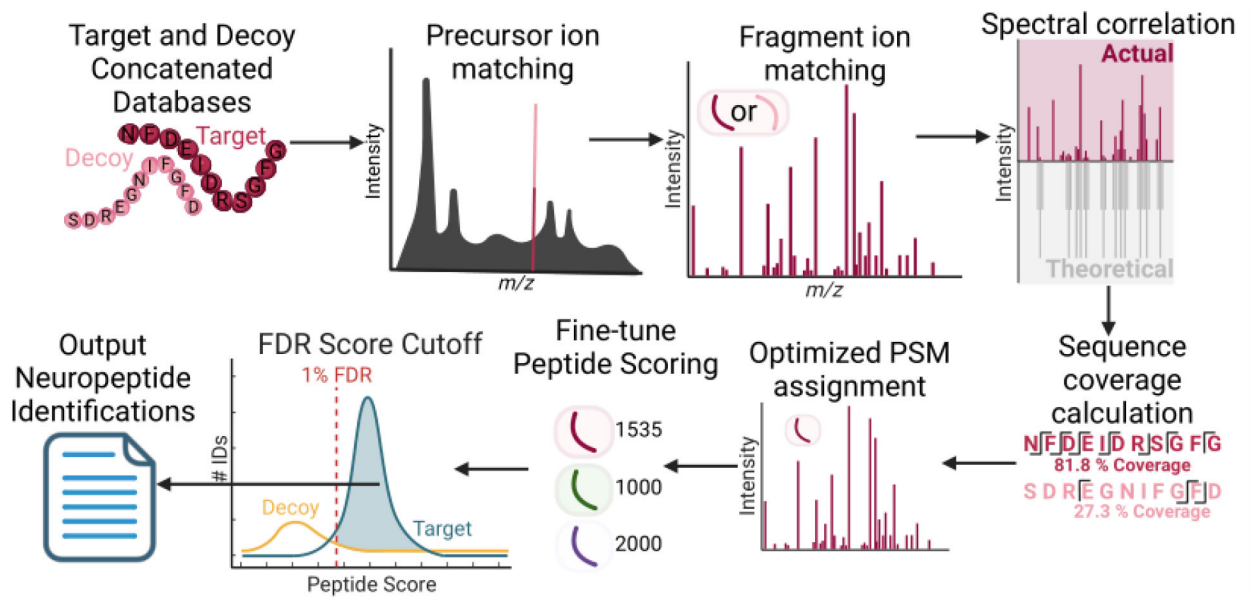 Target and Decoy
Concatenated
Databases
Target
N F D E I D R S G F G
Decoy
S D R E G N I F G F D
Precursor ion
matching
Intensity
m/z
Fragment ion
matching
or
Intensity
m/z
Spectral correlation
Actual
Intensity
Theoretical
Sequence
coverage
calculation
N F D E I D R S G F G
81.8 % Coverage
S D R E G N I F G F D
27.3 % Coverage
Optimized PSM
assignment
Intensity
Fine-tune
Peptide Scoring
1535
1000
2000
FDR Score Cutoff
1% FDR
# IDs
Decoy
Target
Peptide Score
Output
Neuropeptide
Identifications